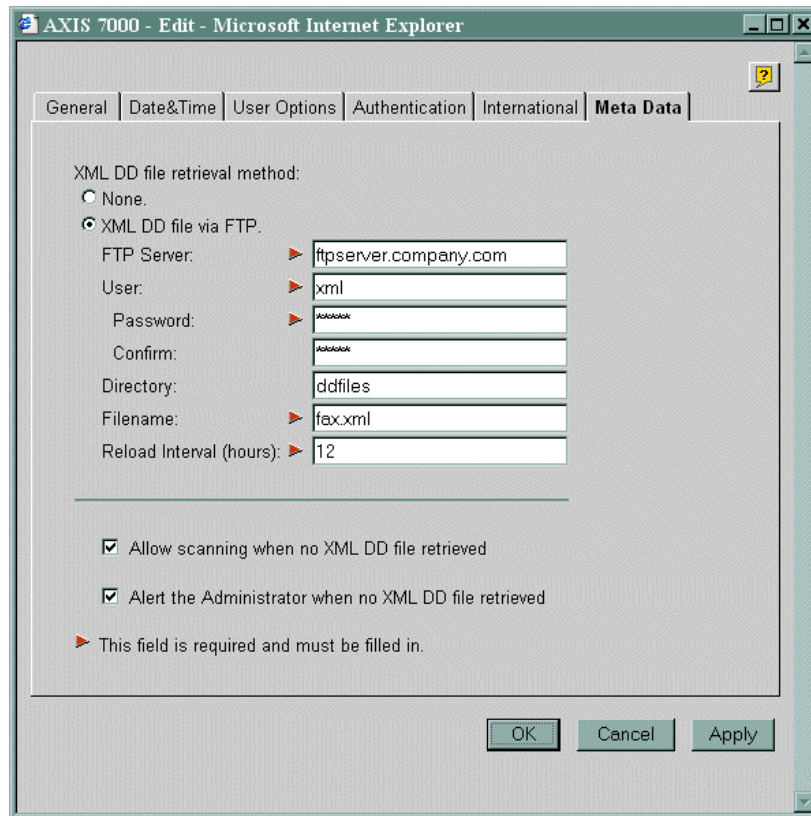 AXIS 7000 - Edit - Microsoft Internet Explorer
?
General Date&Time User Options Authentication International Meta Data
XML DD file retrieval method:
None.
XML DD file via FTP.
FTP Server: ftpserver.company.com
User: xml
Password: *****
Confirm: *****
Directory: ddfiles
Filename: fax.xml
Reload Interval (hours): 12
Allow scanning when no XML DD file retrieved
Alert the Administrator when no XML DD file retrieved
This field is required and must be filled in.
OK Cancel Apply